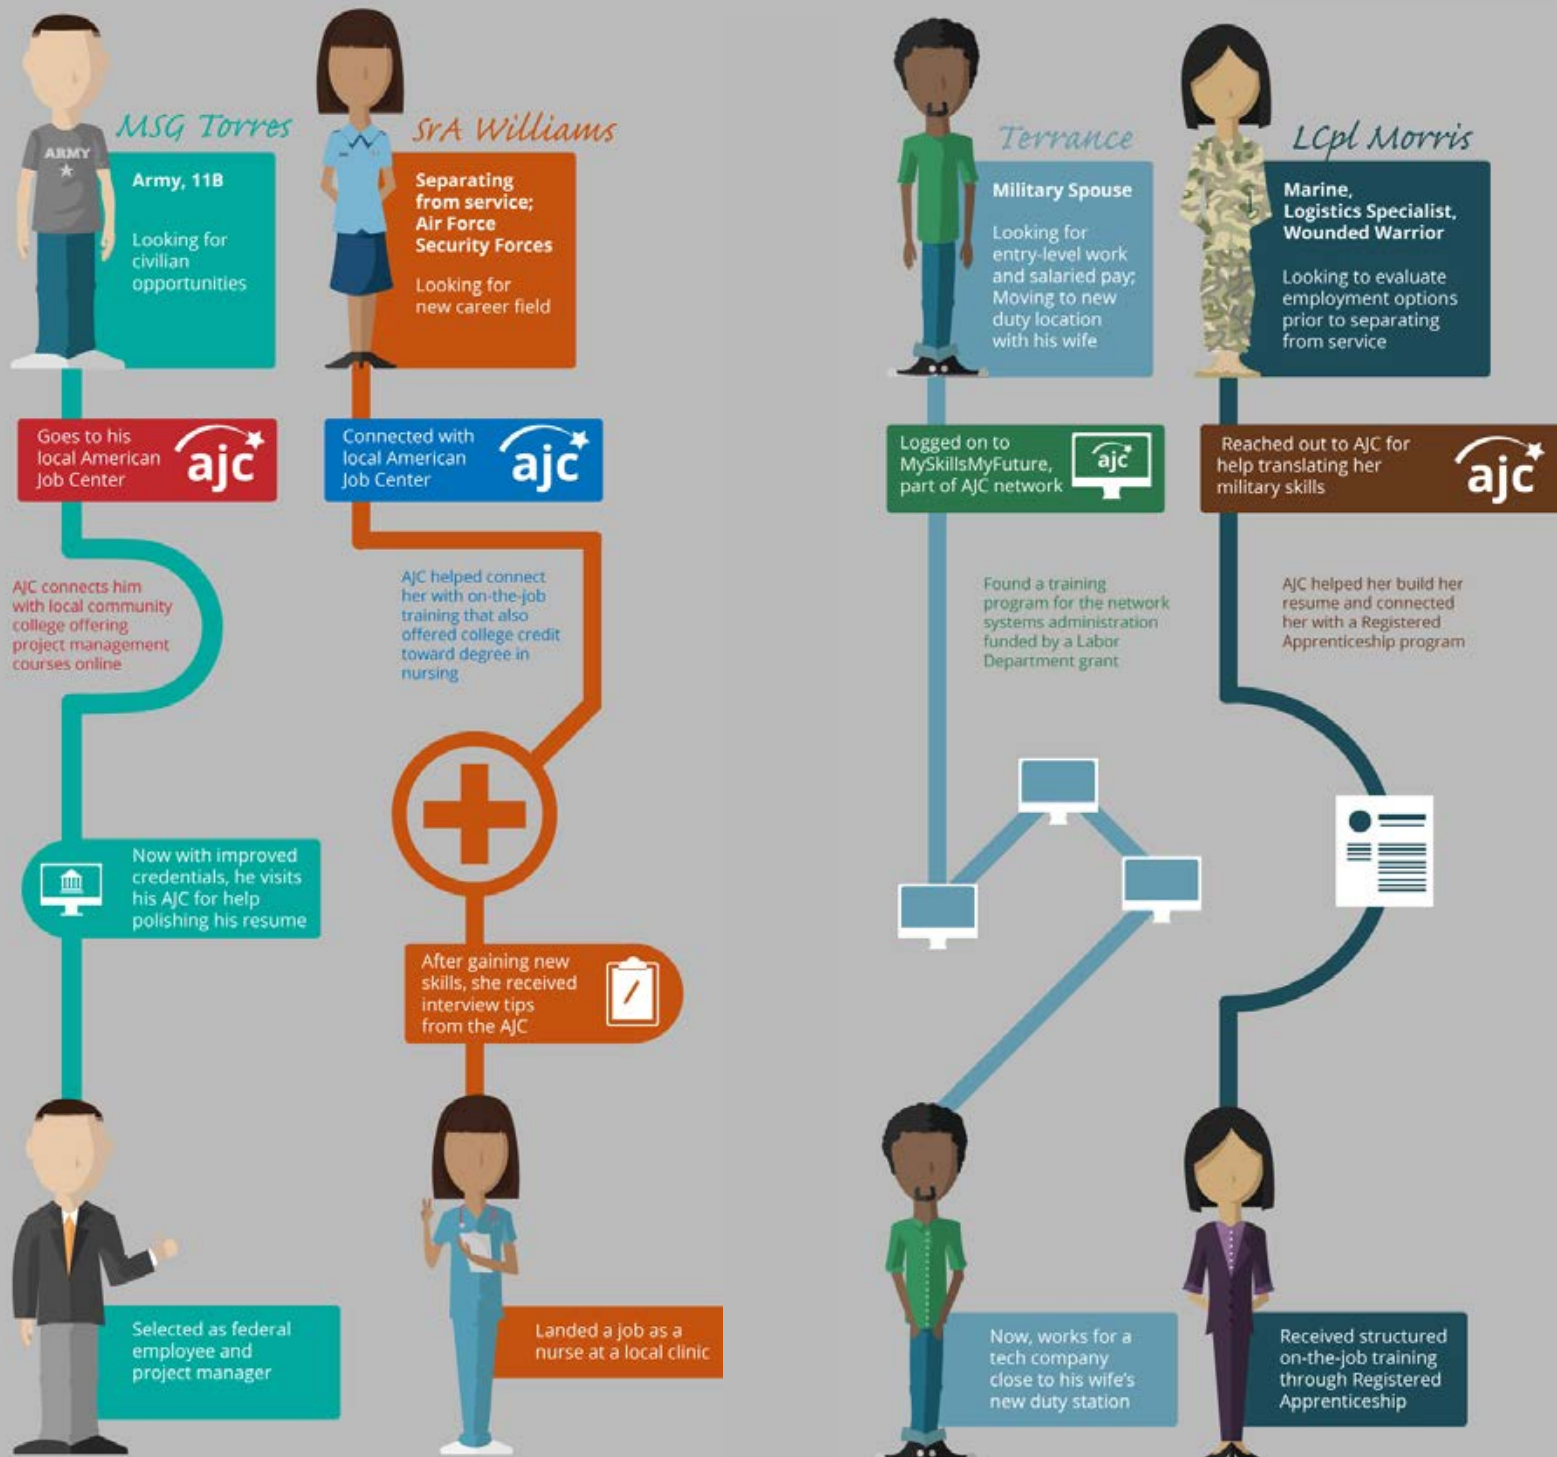 MSG Torres
ARMY
Army, 11B
Looking for
civilian
opportunities
Goes to his
local American
Job Center
ajc
AJC connects him
with local community
college offering
project management
courses online
Now with improved
credentials, he visits
his AJC for help
polishing his resume
Selected as federal
employee and
project manager
SrA Williams
Separating
from service;
Air Force
Security Forces
Looking for
new career field
Connected with
local American
Job Center
ajc
AJC helped connect
her with on-the-job
training that also
offered college credit
toward degree in
nursing
After gaining new
skills, she received
interview tips
from the AJC
Landed a job as a
nurse at a local clinic
Terrance
Military Spouse
Looking for
entry-level work
and salaried pay;
Moving to new
duty location
with his wife
Logged on to
MySkillsMyFuture,
part of AJC network
ajc
Found a training
program for the network
systems administration
funded by a Labor
Department grant
Now, works for a
tech company
close to his wife's
new duty station
LCpl Morris
Marine,
Logistics Specialist,
Wounded Warrior
Looking to evaluate
employment options
prior to separating
from service
Reached out to AJC for
help translating her
military skills
ajc
AJC helped her build her
resume and connected
her with a Registered
Apprenticeship program
Received structured
on-the-job training
through Registered
Apprenticeship